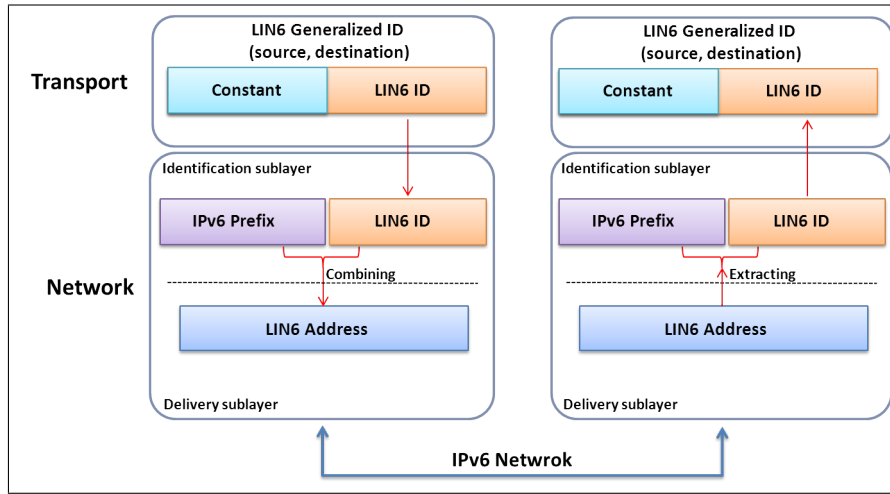 Transport
LIN6 Generalized ID
(source, destination)
Constant
LIN6 ID
LIN6 Generalized ID
(source, destination)
Constant
LIN6 ID
Network
Identification sublayer
IPv6 Prefix
LIN6 ID
Combining
LIN6 Address
Delivery sublayer
Identification sublayer
IPv6 Prefix
LIN6 ID
Extracting
LIN6 Address
Delivery sublayer
IPv6 Netwrok